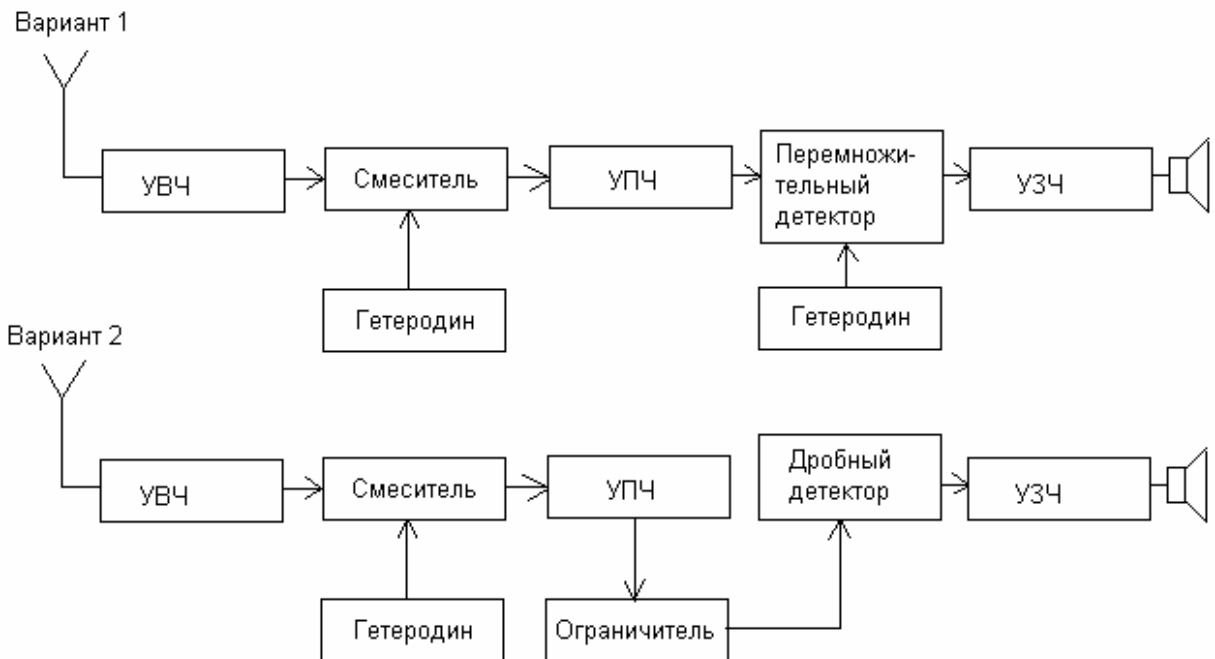 Вариант 1
УВЧ
Смеситель
УПЧ
Перемножи-
тельный
детектор
УЗЧ
Гетеродин
Гетеродин
Вариант 2
УВЧ
Смеситель
УПЧ
Дробный
детектор
УЗЧ
Гетеродин
Ограничитель